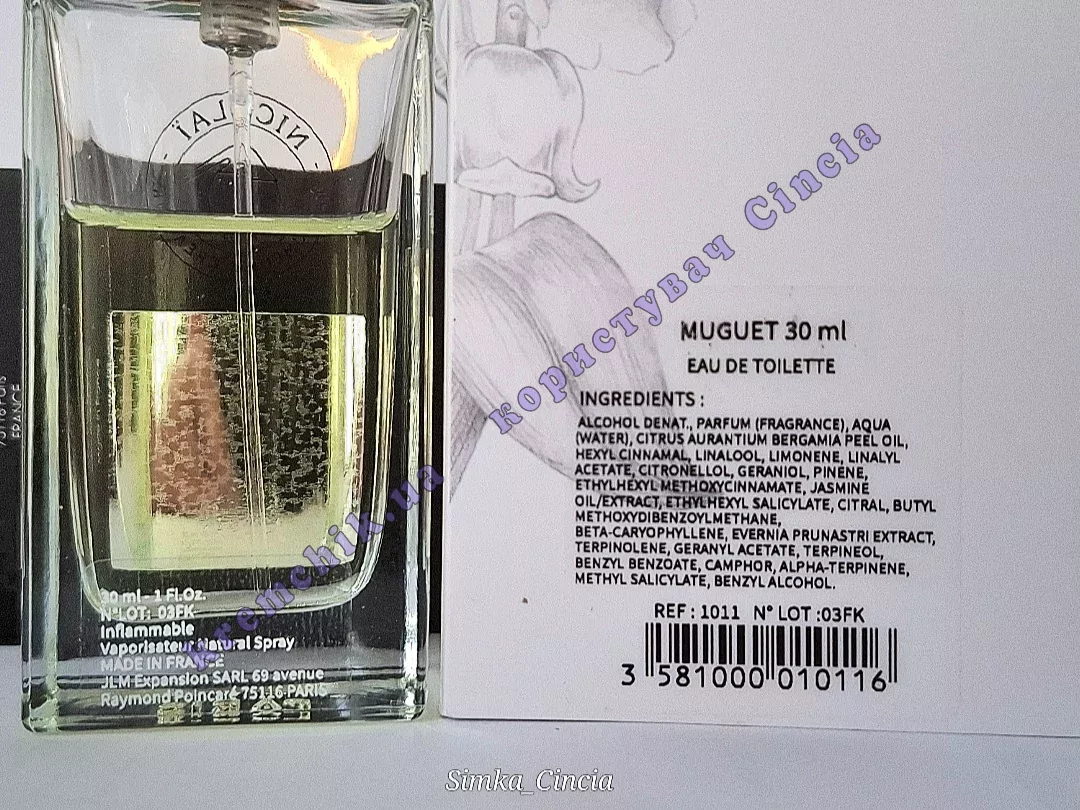 NICOLAÏ
75116 Paris
FRANCE
30 ml - 1 Fl.Oz.
N°LOT: 03FK
Inflammable
Vaporisateur Natural Spray
MADE IN FRANCE
JLM Expansion SARL 69 avenue
Raymond Poincaré 75116 PARIS
MUGUET 30 ml
EAU DE TOILETTE
INGREDIENTS :
ALCOHOL DENAT., PARFUM (FRAGRANCE), AQUA
(WATER), CITRUS AURANTIUM BERGAMIA PEEL OIL,
HEXYL CINNAMAL, LINALOOL, LIMONENE, LINALYL
ACETATE, CITRONELLOL, GERANIOL, PINENE,
ETHYLHEXYL METHOXYCINNAMATE, JASMINE
OIL/EXTRACT, ETHYLHEXYL SALICYLATE, CITRAL, BUTYL
METHOXYDIBENZOYLMETHANE,
BETA-CARYOPHYLLENE, EVERNIA PRUNASTRI EXTRACT,
TERPINOLENE, GERANYL ACETATE, TERPINEOL,
BENZYL BENZOATE, CAMPHOR, ALPHA-TERPINENE,
METHYL SALICYLATE, BENZYL ALCOHOL.
REF : 1011 N° LOT :03FK
3 581000 010116
kremchik.ua користувач Cincia
Simka_Cincia